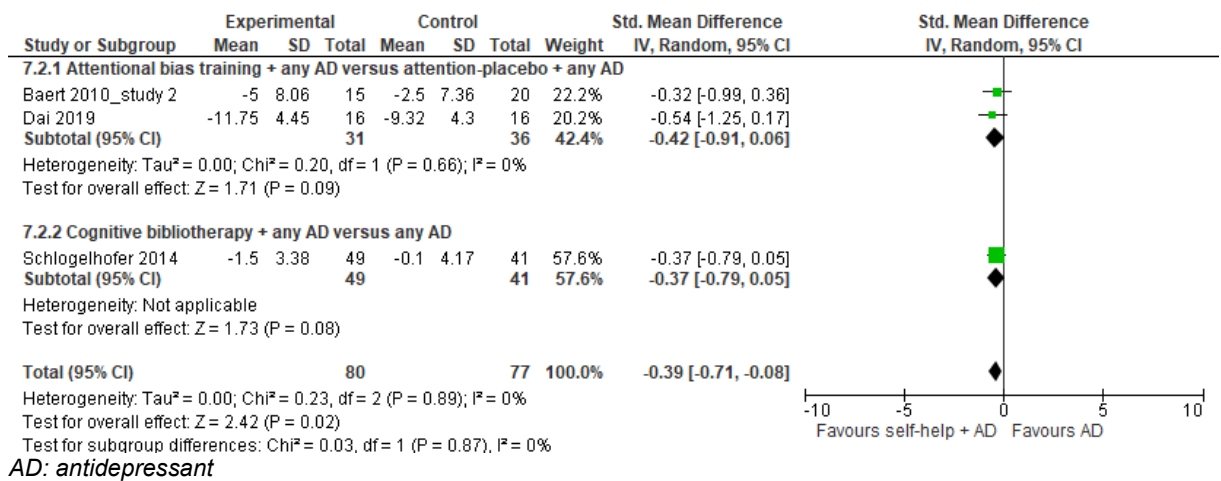 Experimental Control Std. Mean Difference Std. Mean Difference
Study or Subgroup Mean SD Total Mean SD Total Weight IV, Random, 95% CI IV, Random, 95% CI
7.2.1 Attentional bias training + any AD versus attention-placebo + any AD
Baert 2010_study 2 -5 8.06 15 -2.5 7.36 20 22.2% -0.32 [-0.99, 0.36]
Dai 2019 -11.75 4.45 16 -9.32 4.3 16 20.2% -0.54 [-1.25, 0.17]
Subtotal (95% CI) 31 36 42.4% -0.42 [-0.91, 0.06]
Heterogeneity: Tau² = 0.00; Chi² = 0.20, df = 1 (P = 0.66); I² = 0%
Test for overall effect: Z = 1.71 (P = 0.09)
7.2.2 Cognitive bibliotherapy + any AD versus any AD
Schlogelhofer 2014 -1.5 3.38 49 -0.1 4.17 41 57.6% -0.37 [-0.79, 0.05]
Subtotal (95% CI) 49 41 57.6% -0.37 [-0.79, 0.05]
Heterogeneity: Not applicable
Test for overall effect: Z = 1.73 (P = 0.08)
Total (95% CI) 80 77 100.0% -0.39 [-0.71, -0.08]
Heterogeneity: Tau² = 0.00; Chi² = 0.23, df = 2 (P = 0.89); I² = 0%
Test for overall effect: Z = 2.42 (P = 0.02)
Test for subgroup differences: Chi² = 0.03, df = 1 (P = 0.87), I² = 0%
-10 -5 0 5 10
Favours self-help + AD Favours AD
AD: antidepressant